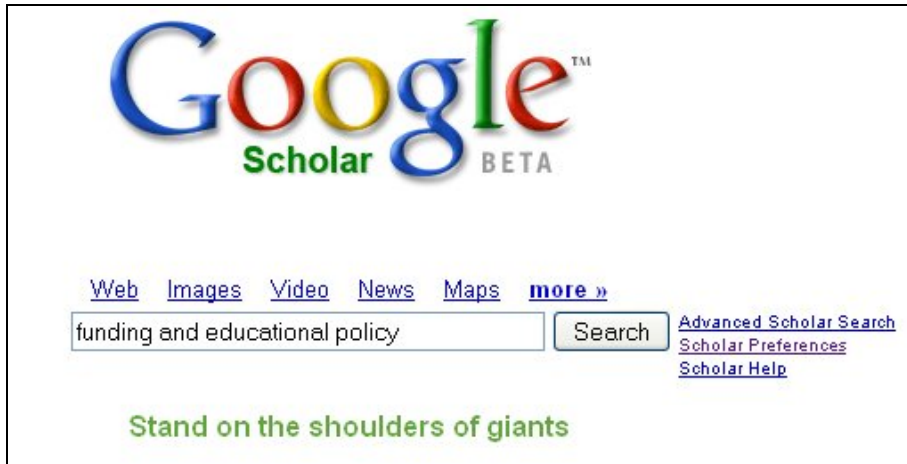 Google™
Scholar BETA
Web Images Video News Maps more »
funding and educational policy Search Advanced Scholar Search
Scholar Preferences
Scholar Help
Stand on the shoulders of giants